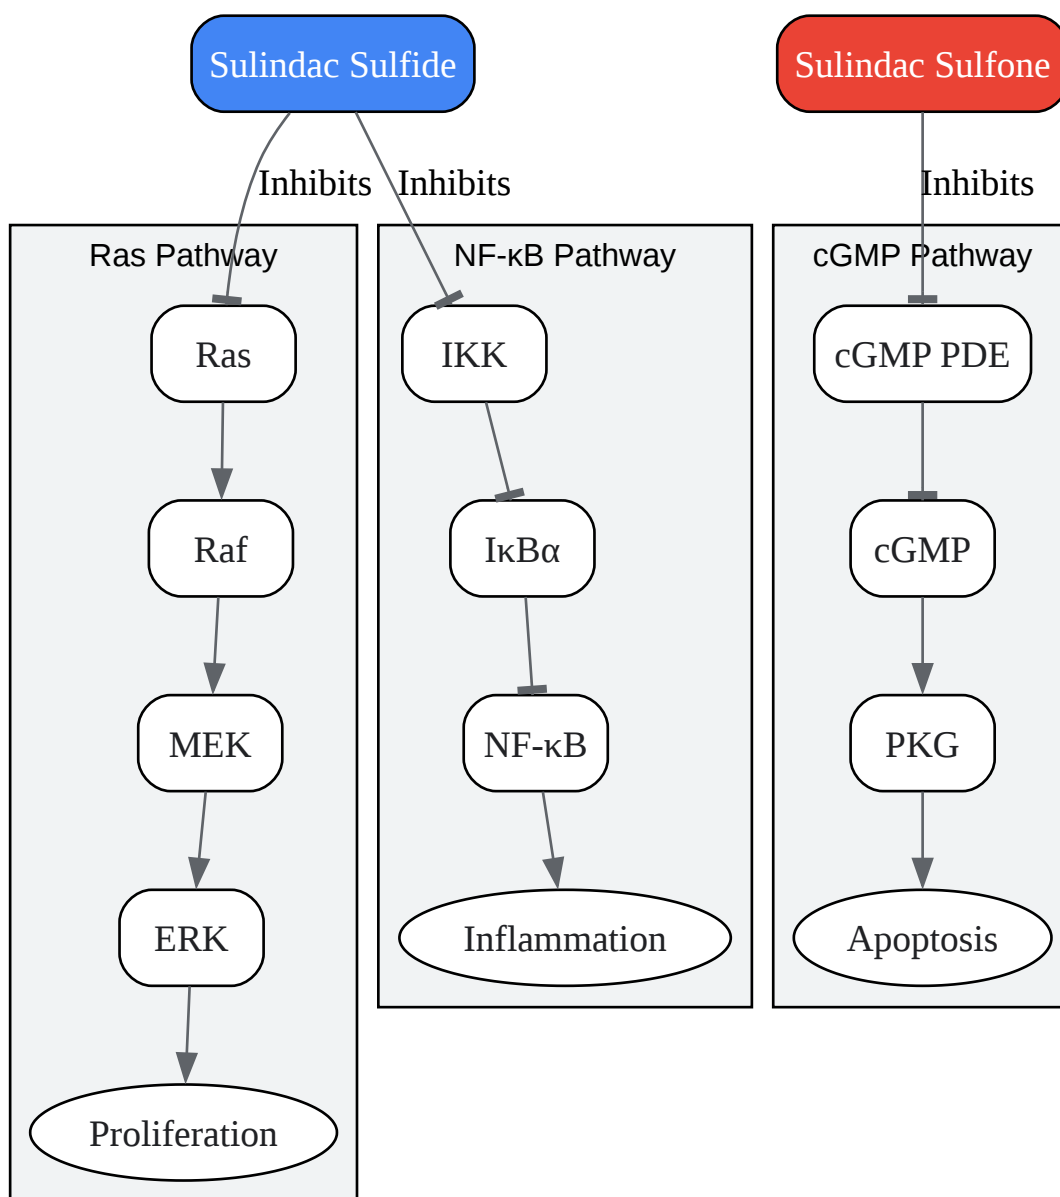 Sulindac Sulfide
Sulindac Sulfone
Inhibits
Inhibits
Inhibits
Ras Pathway
NF-κB Pathway
cGMP Pathway
Ras
IKK
cGMP PDE
Raf
IκBα
cGMP
MEK
NF-κB
PKG
ERK
Inflammation
Apoptosis
Proliferation